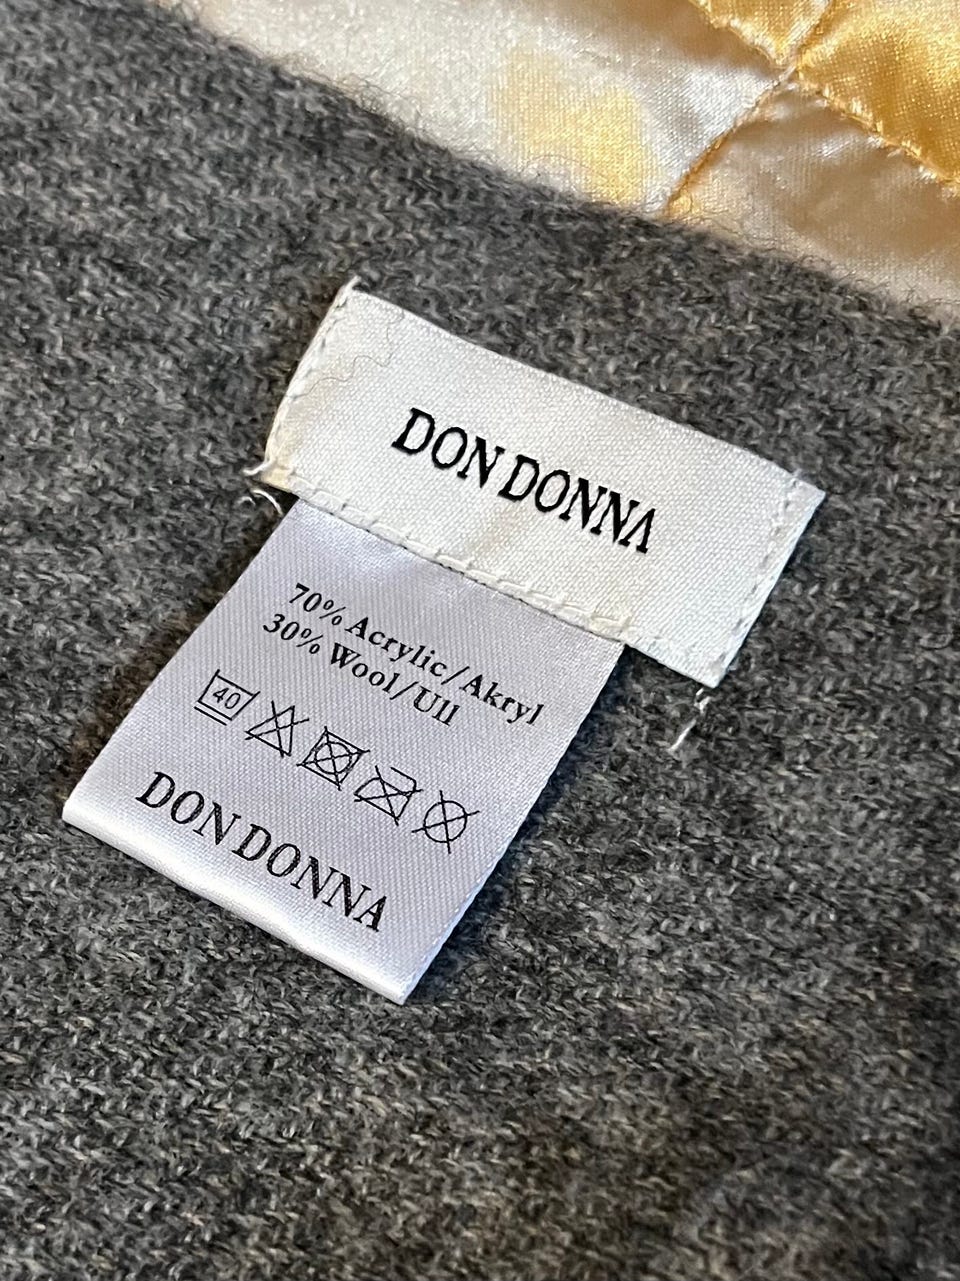 DON DONNA
70% Acrylic/Akryl
30% Wool/Ull
40
DON DONNA